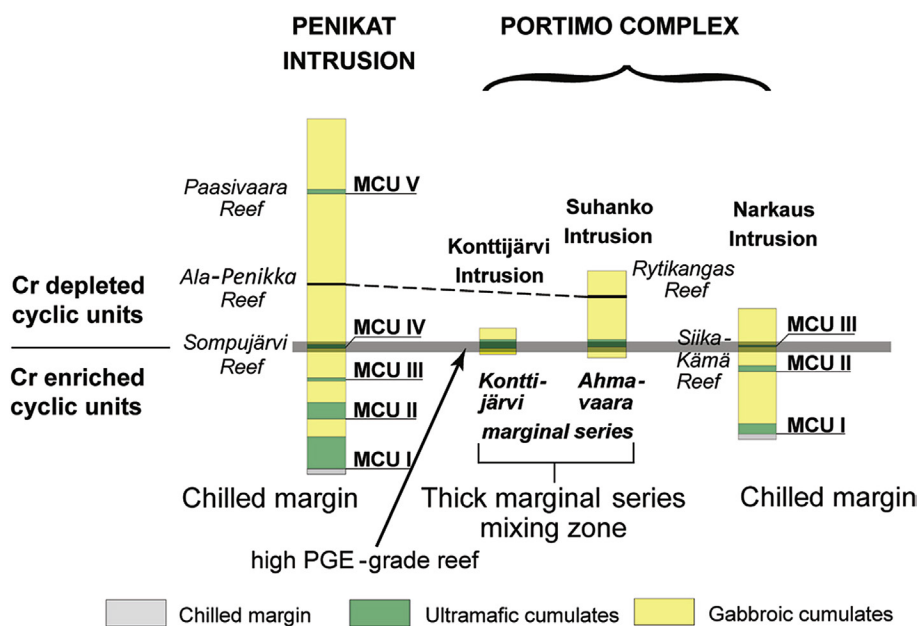 PENIKAT
INTRUSION
PORTIMO COMPLEX
Paasivaara
Reef
MCU V
Ala-Penikka
Reef
Konttijärvi
Intrusion
Suhanko
Intrusion
Narkaus
Intrusion
Rytikangas
Reef
Cr depleted
cyclic units
Cr enriched
cyclic units
Sompujärvi
Reef
MCU IV
MCU III
MCU II
MCU I
Siika-
Kämä
Reef
MCU III
MCU II
MCU I
Kontti-
järvi
Ahma-
vaara
marginal series
Chilled margin
Thick marginal series
mixing zone
Chilled margin
high PGE-grade reef
Chilled margin
Ultramafic cumulates
Gabbroic cumulates